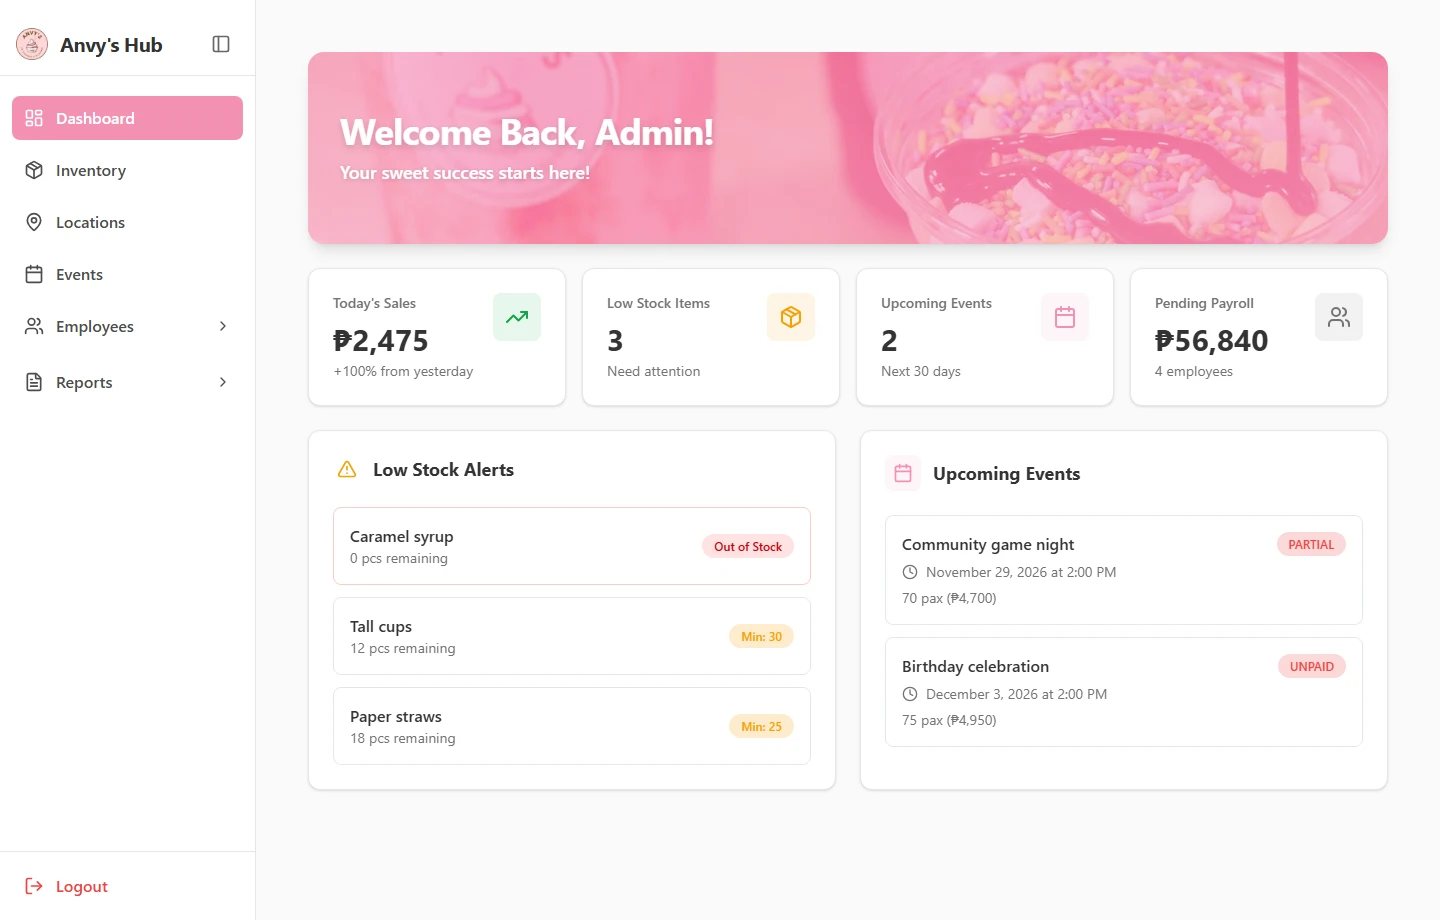 ANVY'S
Anvy's Hub
Dashboard
Inventory
Locations
Events
Employees
Reports
Logout
Welcome Back, Admin!
Your sweet success starts here!
Today's Sales
₱2,475
+100% from yesterday
Low Stock Items
3
Need attention
Upcoming Events
2
Next 30 days
Pending Payroll
₱56,840
4 employees
Low Stock Alerts
Caramel syrup
0 pcs remaining
Out of Stock
Tall cups
12 pcs remaining
Min: 30
Paper straws
18 pcs remaining
Min: 25
Upcoming Events
Community game night
PARTIAL
November 29, 2026 at 2:00 PM
70 pax (₱4,700)
Birthday celebration
UNPAID
December 3, 2026 at 2:00 PM
75 pax (₱4,950)